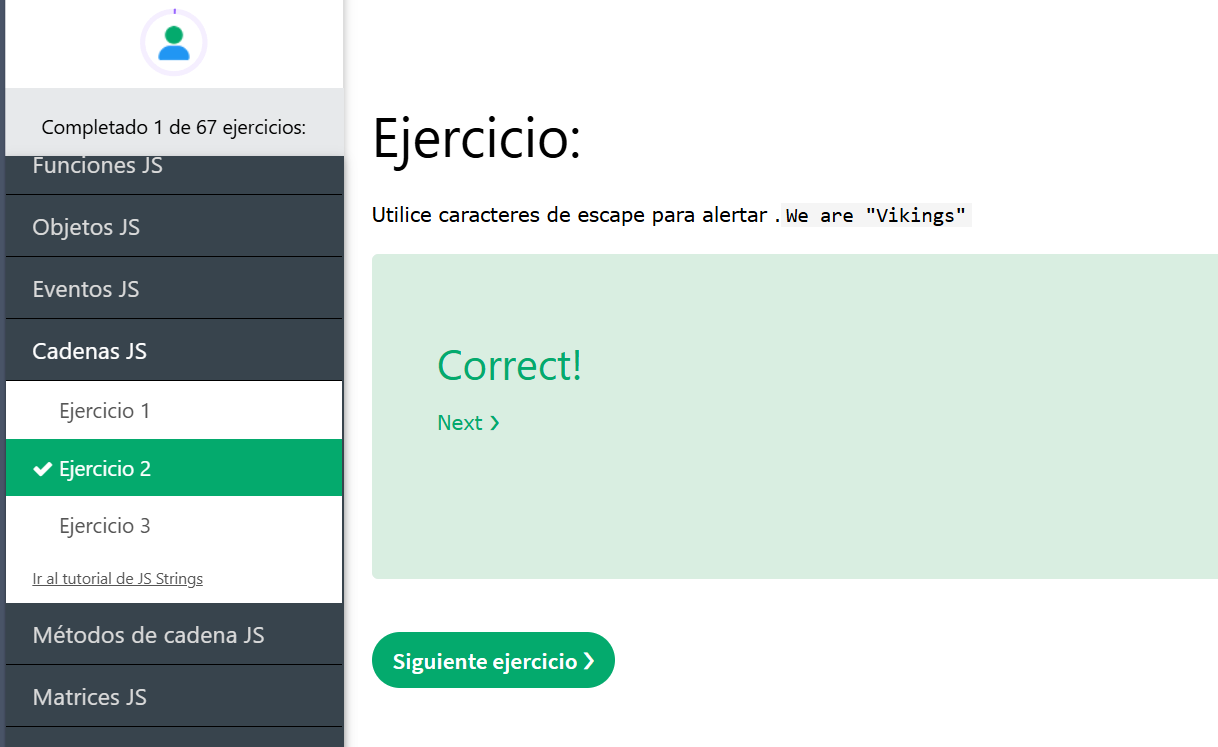 Completado 1 de 67 ejercicios:
Funciones JS
Objetos JS
Eventos JS
Cadenas JS
Ejercicio 1
Ejercicio 2
Ejercicio 3
Ir al tutorial de JS Strings
Métodos de cadena JS
Matrices JS
Ejercicio:
Utilice caracteres de escape para alertar . We are "Vikings"
Correct!
Next ❯
Siguiente ejercicio ❯